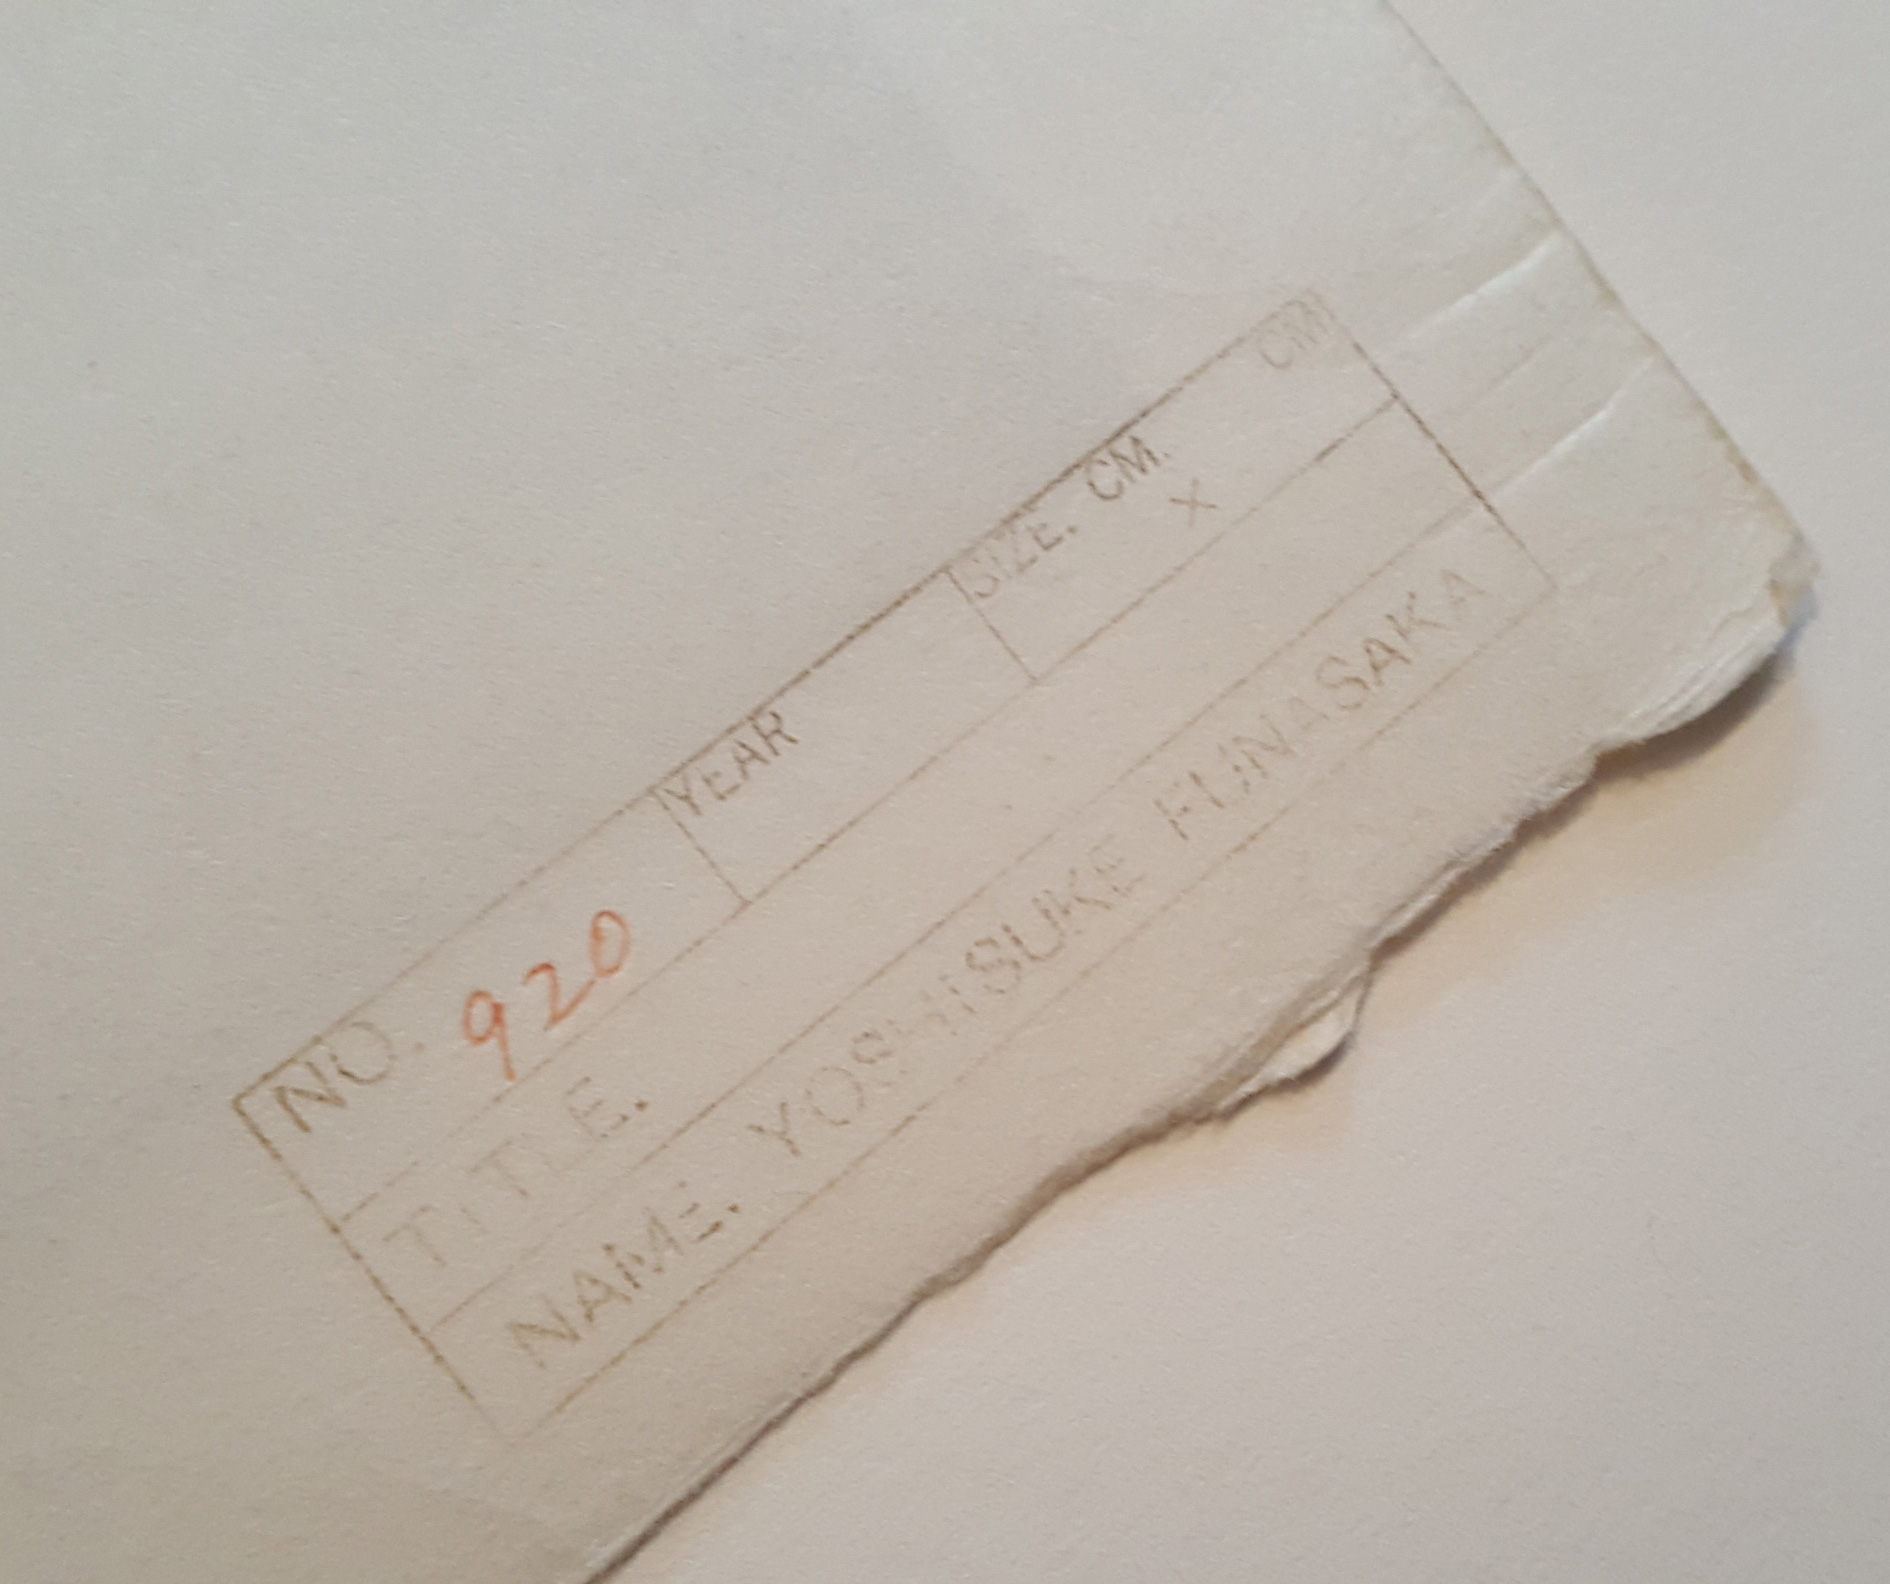 NO. 920 YEAR SIZE. CM. X CM
TITLE.
NAME. YOSHISUKE FUNASAKA